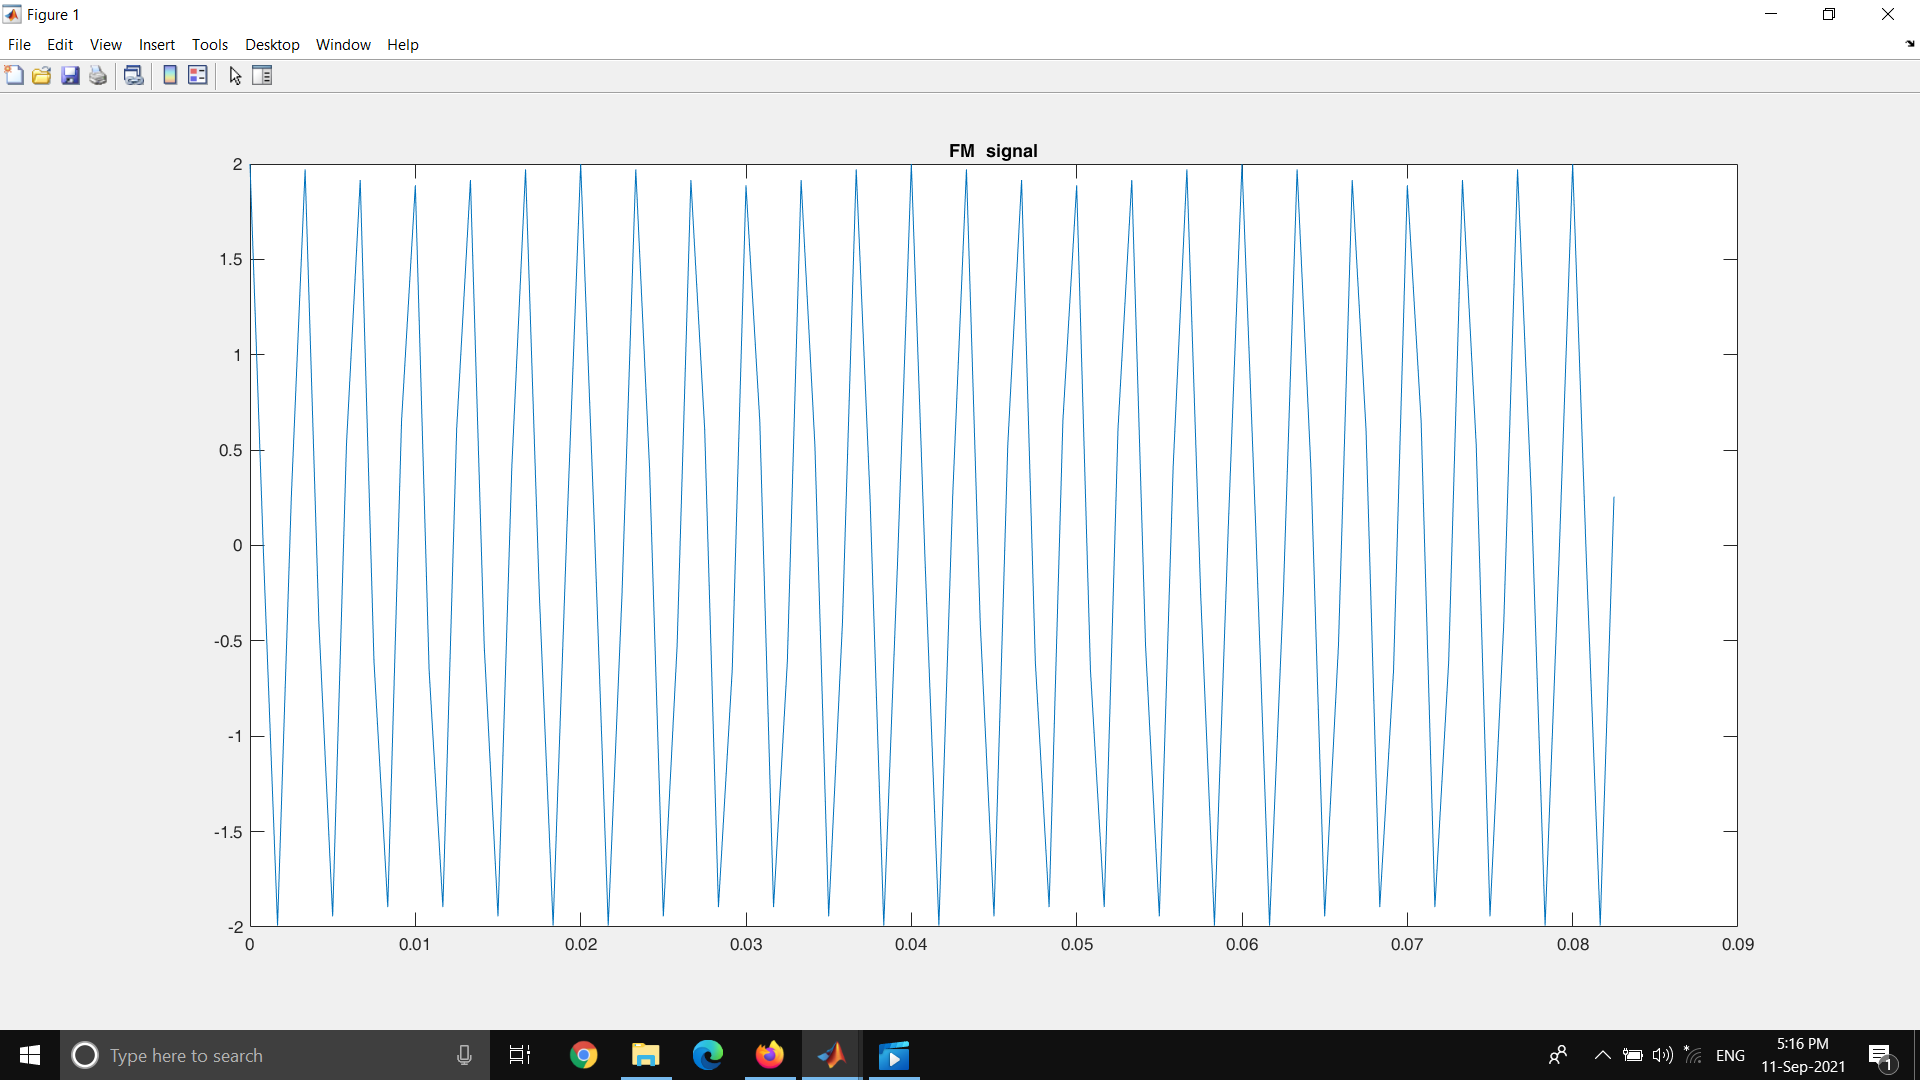 Figure 1
File Edit View Insert Tools Desktop Window Help
FM signal
2
1.5
1
0.5
0
-0.5
-1
-1.5
-2
0 0.01 0.02 0.03 0.04 0.05 0.06 0.07 0.08 0.09
Type here to search
ENG
5:16 PM
11-Sep-2021
1